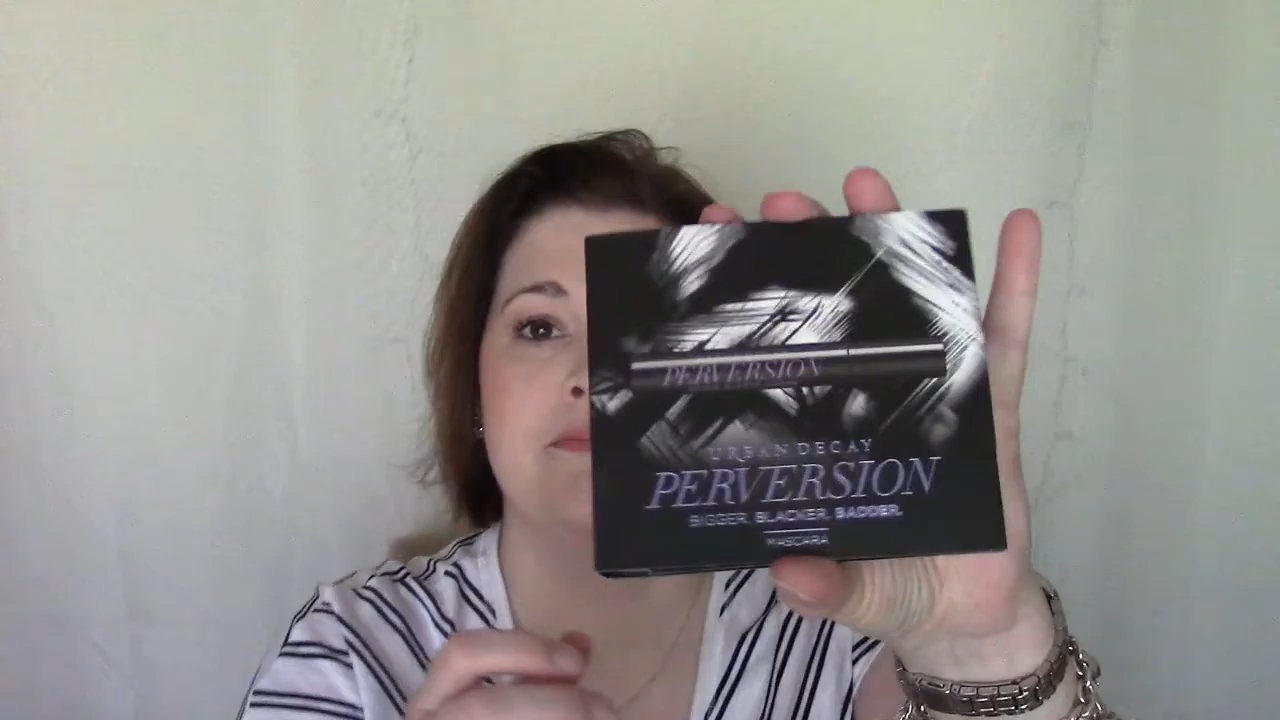 PERVERSION
URBAN DECAY
PERVERSION
BIGGER. BLACKER. BADDER.
MASCARA